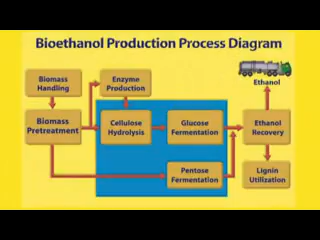 Bioethanol Production Process Diagram
Biomass
Handling
Enzyme
Production
Ethanol
Biomass
Pretreatment
Cellulose
Hydrolysis
Glucose
Fermentation
Ethanol
Recovery
Pentose
Fermentation
Lignin
Utilization